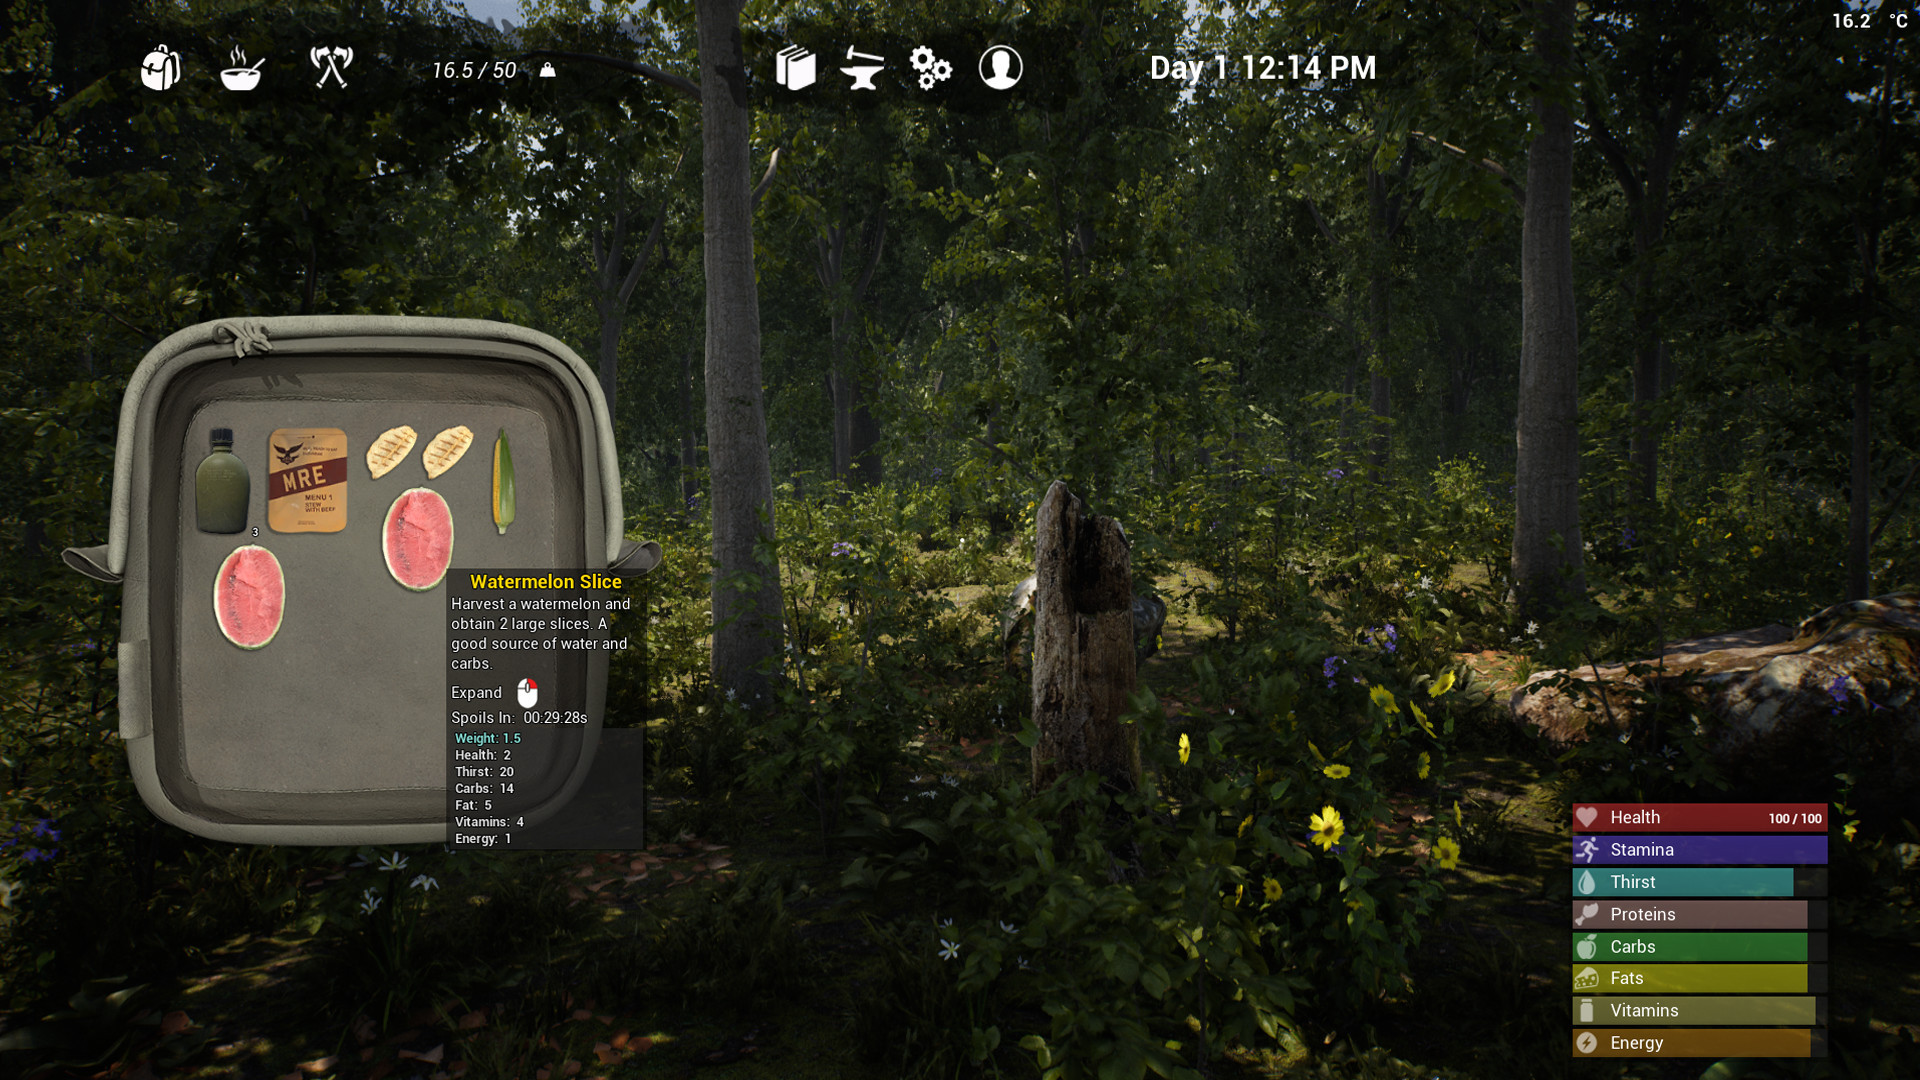 16.2 °C
16.5 / 50
Day 1 12:14 PM
MRE
MENU 1
STEW
WITH BEEF
3
Watermelon Slice
Harvest a watermelon and
obtain 2 large slices. A
good source of water and
carbs.
Expand
Spoils In: 00:29:28s
Weight: 1.5
Health: 2
Thirst: 20
Carbs: 14
Fat: 5
Vitamins: 4
Energy: 1
Health 100 / 100
Stamina
Thirst
Proteins
Carbs
Fats
Vitamins
Energy